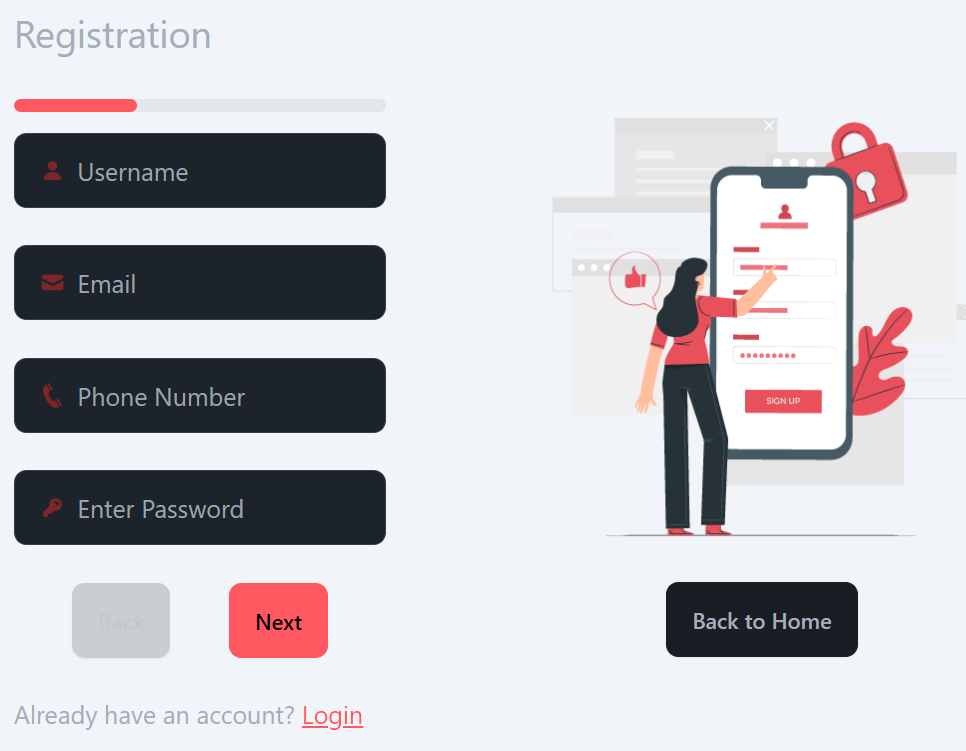 Registration
Username
Email
Phone Number
Enter Password
Back
Next
Already have an account? Login
SIGN UP
Back to Home